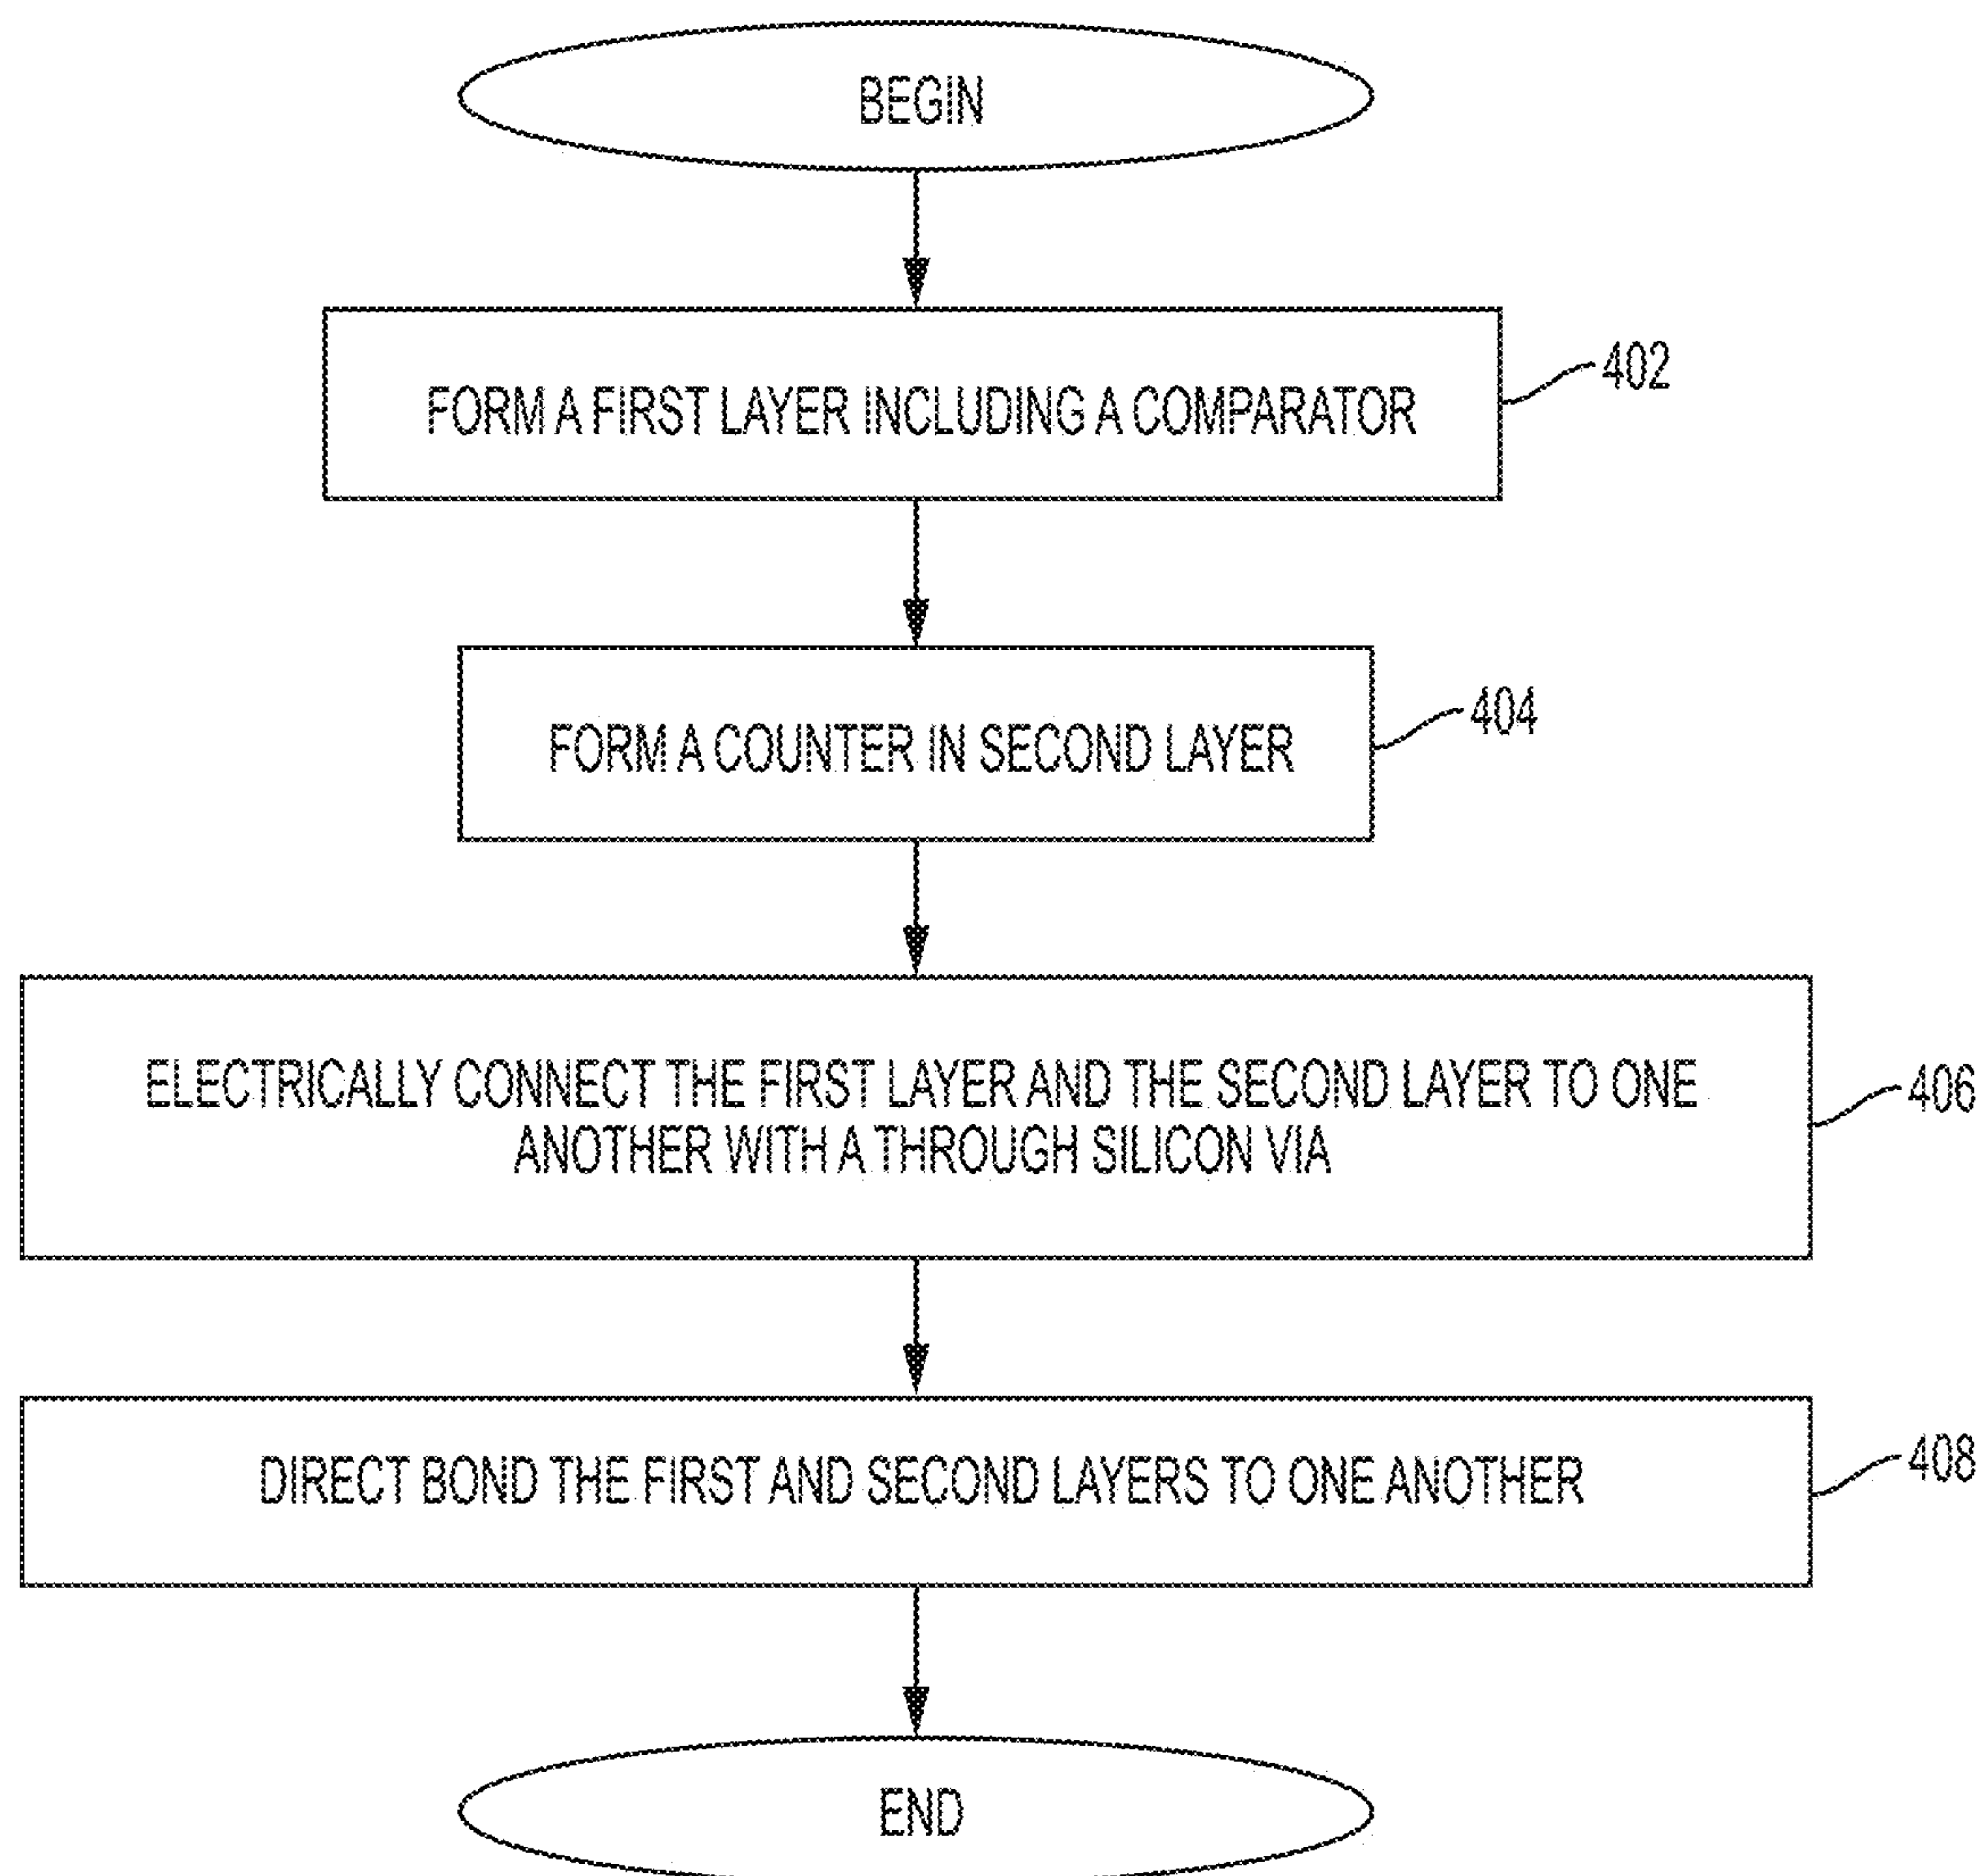 BEGIN
FORM A FIRST LAYER INCLUDING A COMPARATOR
402
FORM A COUNTER IN SECOND LAYER
404
ELECTRICALLY CONNECT THE FIRST LAYER AND THE SECOND LAYER TO ONE
ANOTHER WITH A THROUGH SILICON VIA
406
DIRECT BOND THE FIRST AND SECOND LAYERS TO ONE ANOTHER
408
END